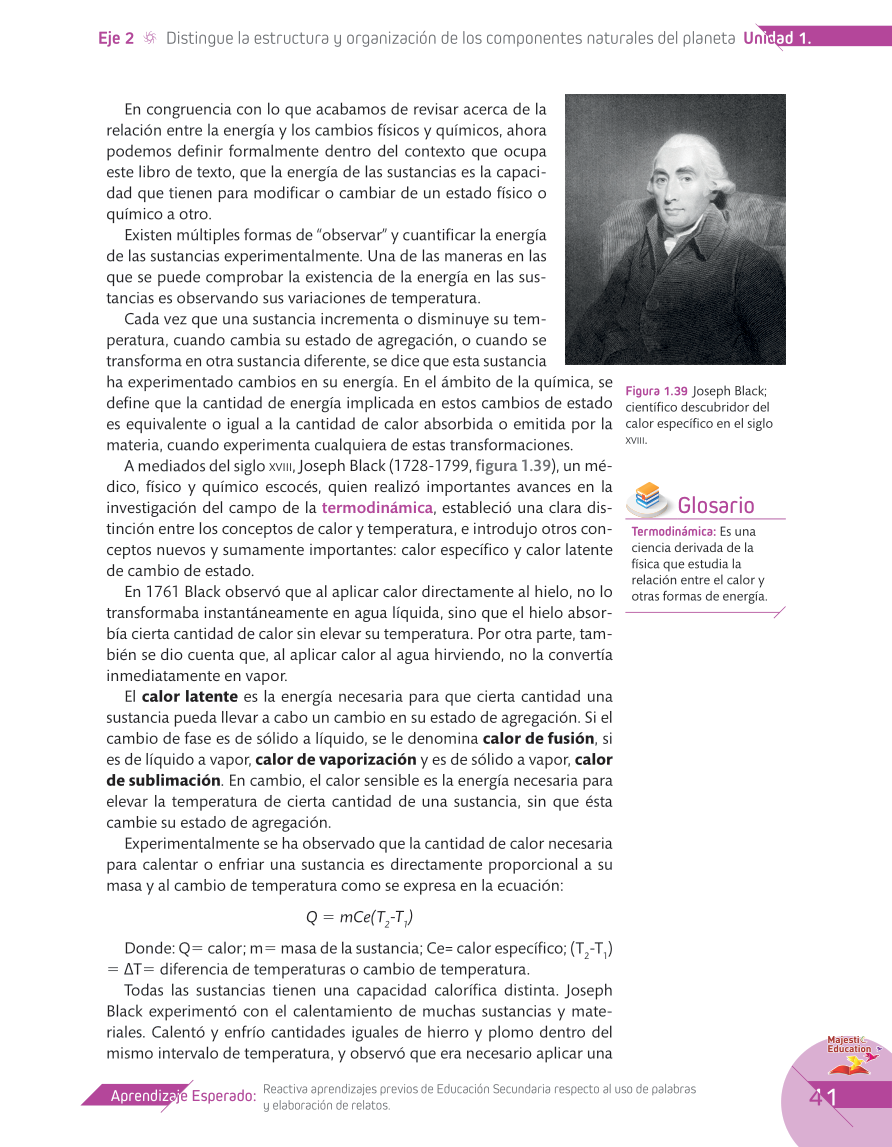 Eje 2 Distingue la estructura y organización de los componentes naturales del planeta Unidad 1.
En congruencia con lo que acabamos de revisar acerca de la
relación entre la energía y los cambios físicos y químicos, ahora
podemos definir formalmente dentro del contexto que ocupa
este libro de texto, que la energía de las sustancias es la capaci-
dad que tienen para modificar o cambiar de un estado físico o
químico a otro.
Existen múltiples formas de “observar” y cuantificar la energía
de las sustancias experimentalmente. Una de las maneras en las
que se puede comprobar la existencia de la energía en las sus-
tancias es observando sus variaciones de temperatura.
Cada vez que una sustancia incrementa o disminuye su tem-
peratura, cuando cambia su estado de agregación, o cuando se
transforma en otra sustancia diferente, se dice que esta sustancia
ha experimentado cambios en su energía. En el ámbito de la química, se
define que la cantidad de energía implicada en estos cambios de estado
es equivalente o igual a la cantidad de calor absorbida o emitida por la
materia, cuando experimenta cualquiera de estas transformaciones.
A mediados del siglo XVIII, Joseph Black (1728-1799, figura 1.39), un mé-
dico, físico y químico escocés, quien realizó importantes avances en la
investigación del campo de la termodinámica, estableció una clara dis-
tinción entre los conceptos de calor y temperatura, e introdujo otros con-
ceptos nuevos y sumamente importantes: calor específico y calor latente
de cambio de estado.
En 1761 Black observó que al aplicar calor directamente al hielo, no lo
transformaba instantáneamente en agua líquida, sino que el hielo absor-
bía cierta cantidad de calor sin elevar su temperatura. Por otra parte, tam-
bién se dio cuenta que, al aplicar calor al agua hirviendo, no la convertía
inmediatamente en vapor.
El calor latente es la energía necesaria para que cierta cantidad una
sustancia pueda llevar a cabo un cambio en su estado de agregación. Si el
cambio de fase es de sólido a líquido, se le denomina calor de fusión, si
es de líquido a vapor, calor de vaporización y es de sólido a vapor, calor
de sublimación. En cambio, el calor sensible es la energía necesaria para
elevar la temperatura de cierta cantidad de una sustancia, sin que ésta
cambie su estado de agregación.
Experimentalmente se ha observado que la cantidad de calor necesaria
para calentar o enfriar una sustancia es directamente proporcional a su
masa y al cambio de temperatura como se expresa en la ecuación:
Q = mCe(T₂-T₁)
Donde: Q= calor; m= masa de la sustancia; Ce= calor específico; (T₂-T₁)
= ΔT= diferencia de temperaturas o cambio de temperatura.
Todas las sustancias tienen una capacidad calorífica distinta. Joseph
Black experimentó con el calentamiento de muchas sustancias y mate-
riales. Calentó y enfrío cantidades iguales de hierro y plomo dentro del
mismo intervalo de temperatura, y observó que era necesario aplicar una
Figura 1.39 Joseph Black;
científico descubridor del
calor específico en el siglo
XVIII.
Glosario
Termodinámica: Es una
ciencia derivada de la
física que estudia la
relación entre el calor y
otras formas de energía.
Majestic
Education
Aprendizaje Esperado: Reactiva aprendizajes previos de Educación Secundaria respecto al uso de palabras
y elaboración de relatos.
41